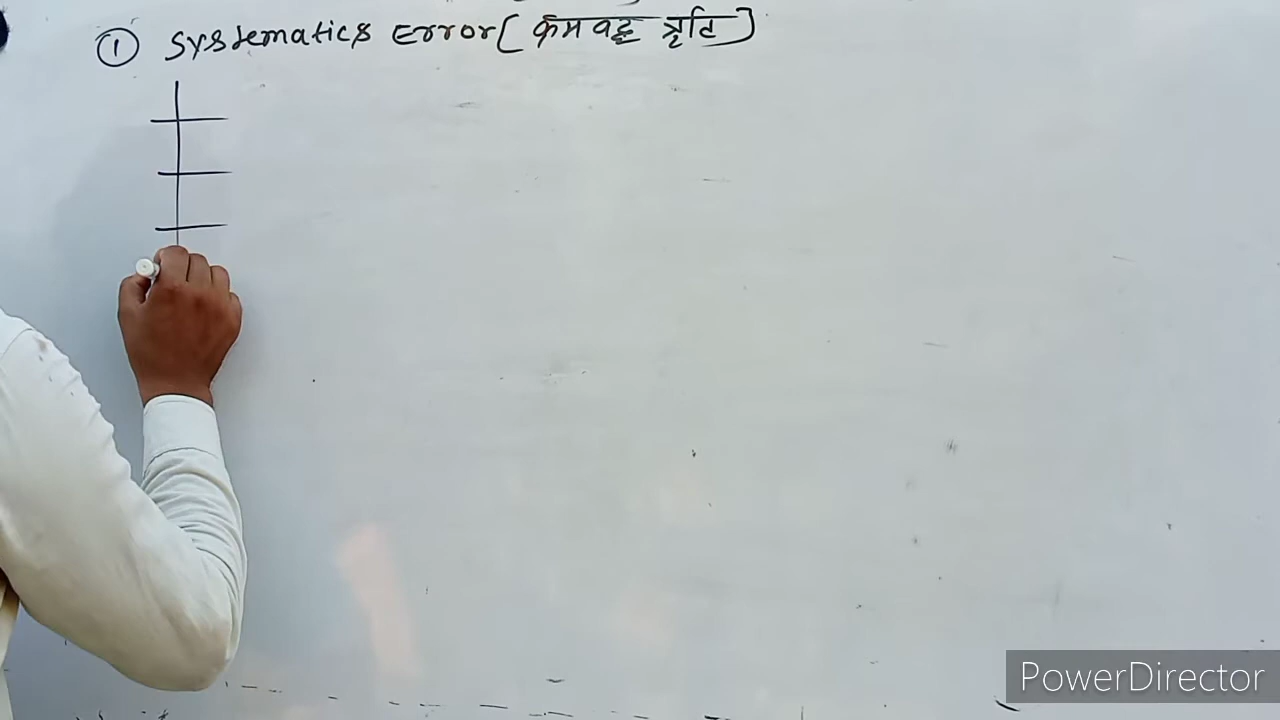 ① Systematics Error [ क्रमबद्ध त्रुटि ]
PowerDirector